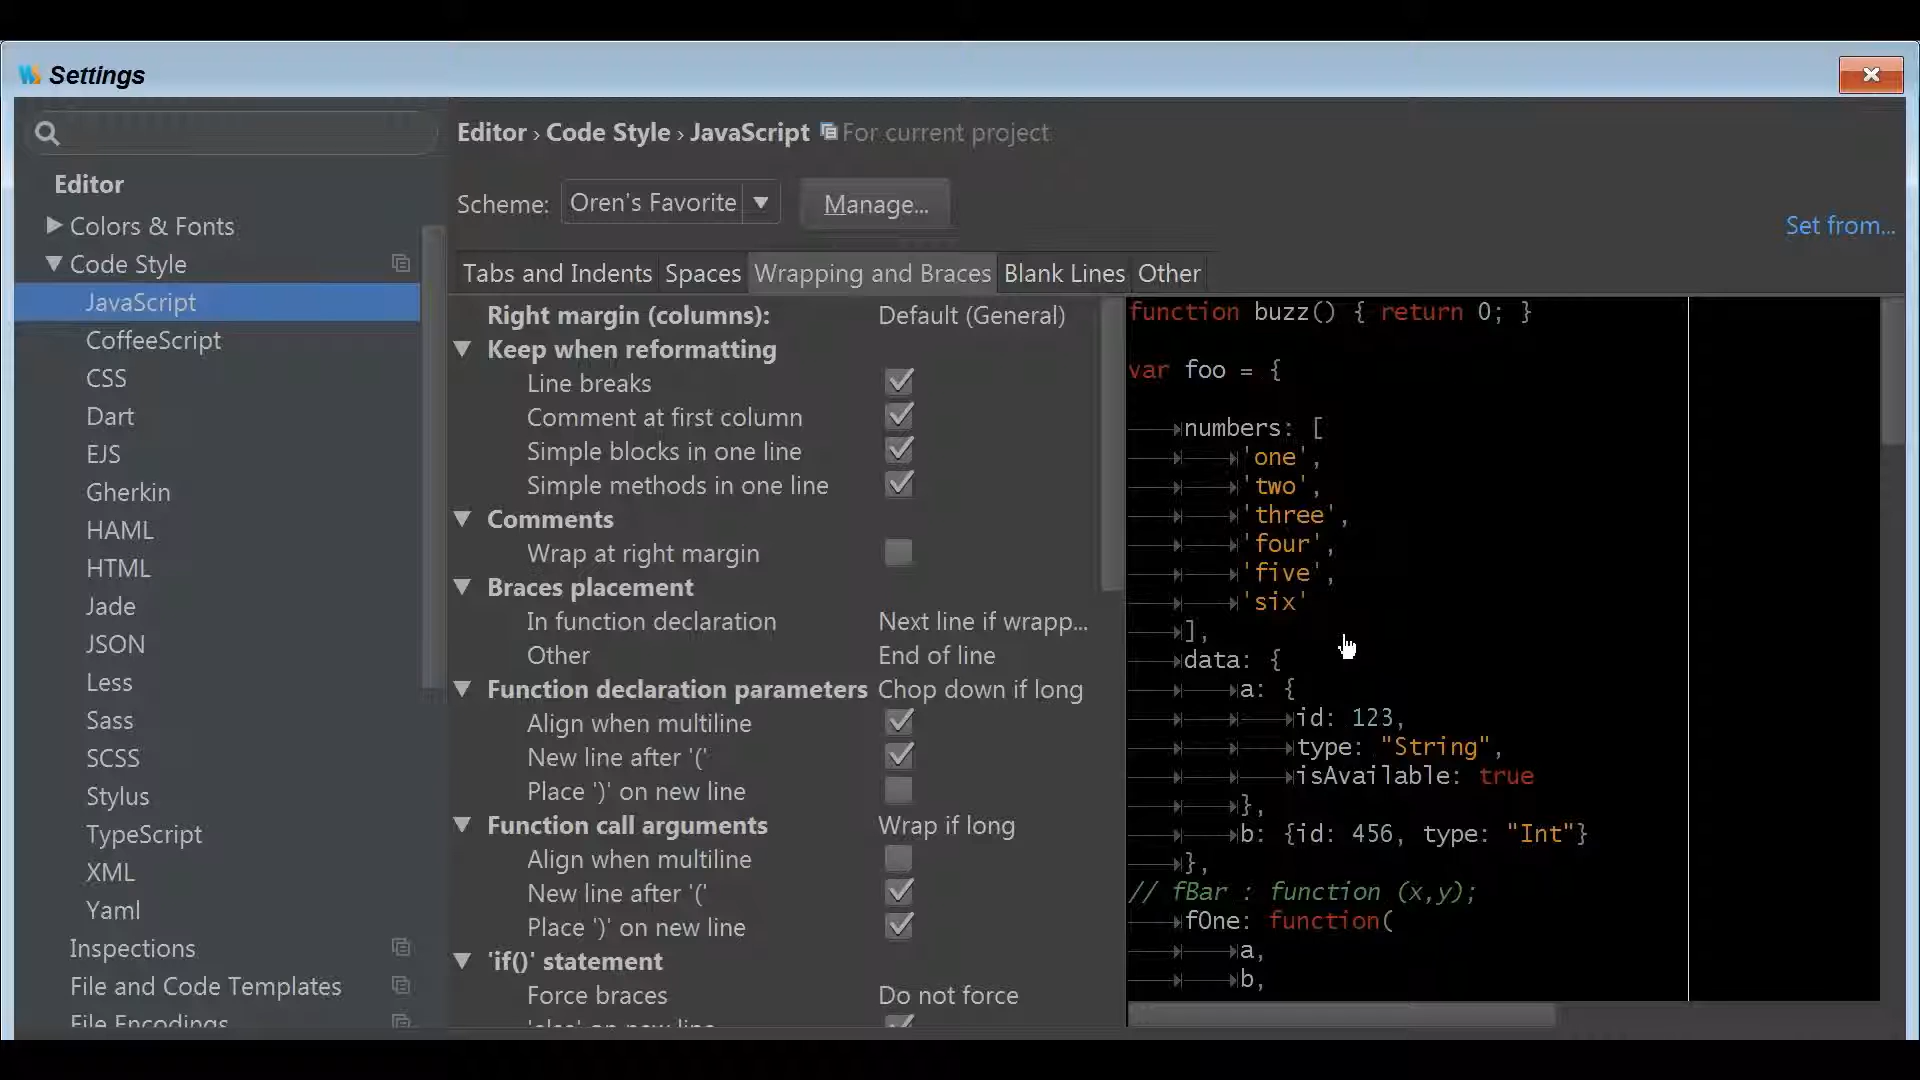 WS Settings
Editor
Colors & Fonts
Code Style
JavaScript
CoffeeScript
CSS
Dart
EJS
Gherkin
HAML
HTML
Jade
JSON
Less
Sass
SCSS
Stylus
TypeScript
XML
Yaml
Inspections
File and Code Templates
File Encodings
Editor › Code Style › JavaScript For current project
Scheme: Oren's Favorite Manage...
Set from...
Tabs and Indents Spaces Wrapping and Braces Blank Lines Other
Right margin (columns): Default (General)
Keep when reformatting
Line breaks
Comment at first column
Simple blocks in one line
Simple methods in one line
Comments
Wrap at right margin
Braces placement
In function declaration Next line if wrapp...
Other End of line
Function declaration parameters Chop down if long
Align when multiline
New line after '('
Place ')' on new line
Function call arguments Wrap if long
Align when multiline
New line after '('
Place ')' on new line
'if()' statement
Force braces Do not force
'else' on new line
function buzz() { return 0; }
var foo = {
numbers: [
'one',
'two',
'three',
'four',
'five',
'six'
],
data: {
a: {
id: 123,
type: "String",
isAvailable: true
},
b: {id: 456, type: "Int"}
},
// fBar : function (x,y);
fOne: function(
a,
b,